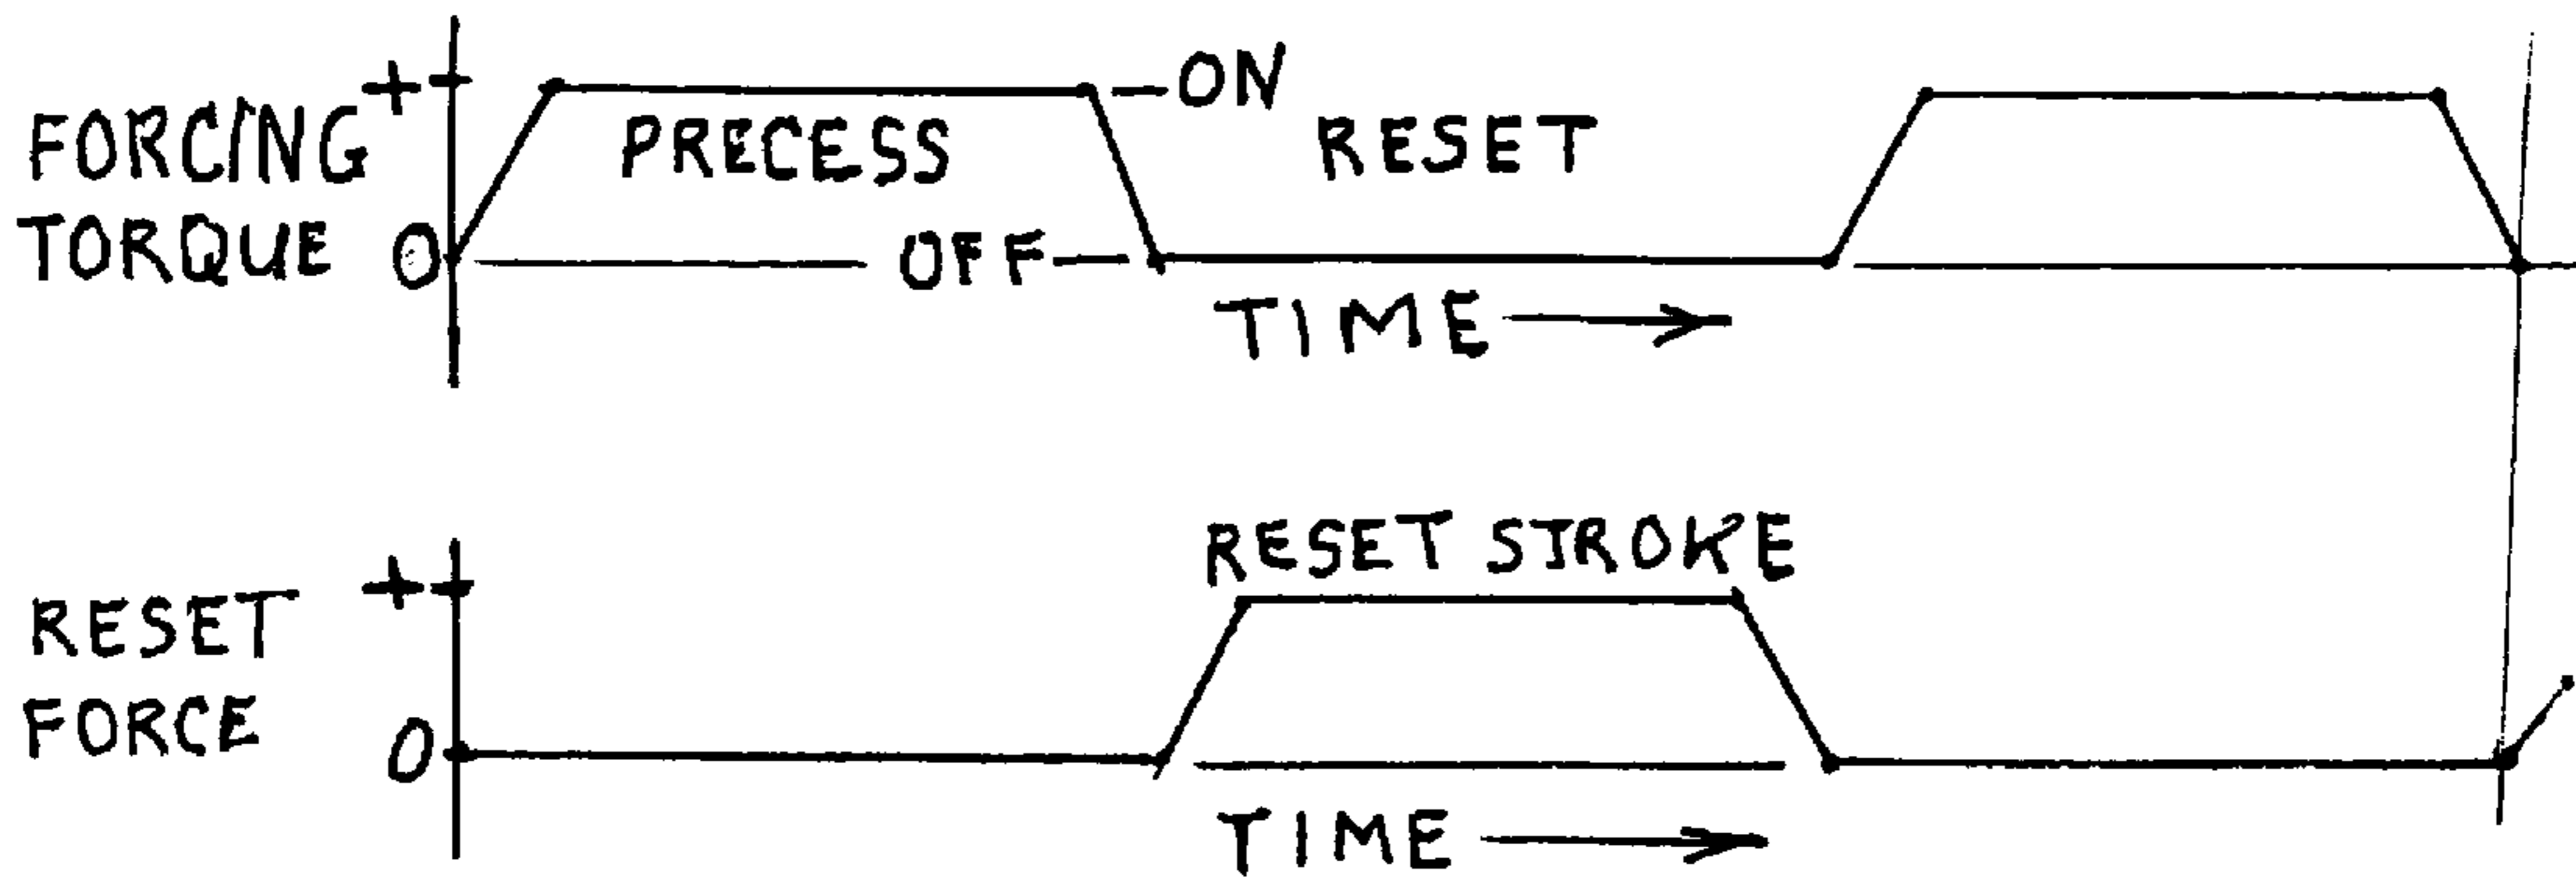 +
— ON
FORCING
TORQUE
PRECESS
RESET
0
OFF —
TIME
RESET STROKE
+
RESET
FORCE
0
TIME